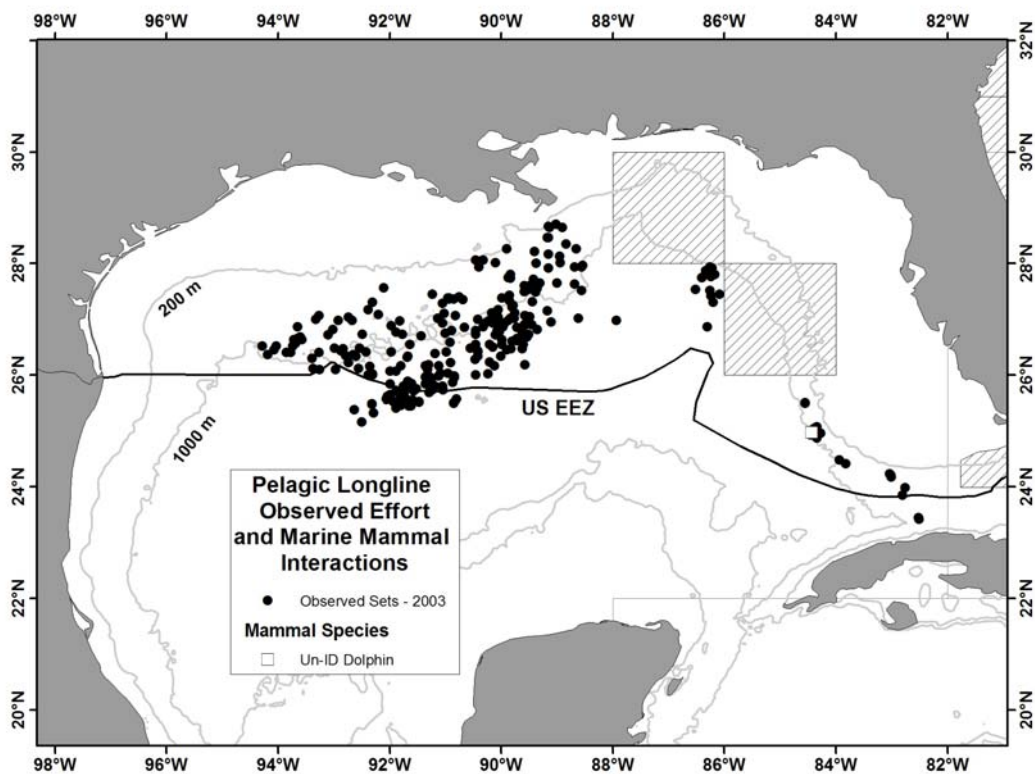 98°W 96°W 94°W 92°W 90°W 88°W 86°W 84°W 82°W
32°N 32°N
30°N 30°N
28°N 28°N
200 m
26°N 26°N
US EEZ
1000 m
24°N 24°N
Pelagic Longline
Observed Effort
and Marine Mammal
Interactions
Observed Sets - 2003
22°N 22°N
Mammal Species
Un-ID Dolphin
20°N 20°N
98°W 96°W 94°W 92°W 90°W 88°W 86°W 84°W 82°W